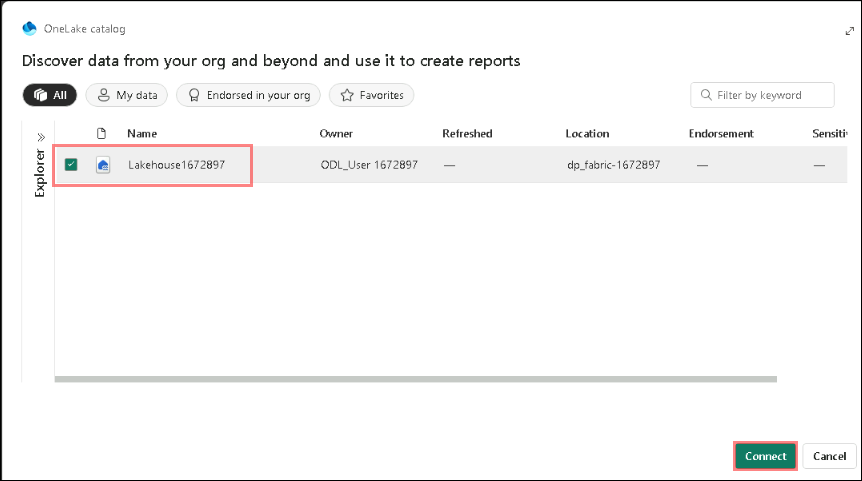 OneLake catalog
Discover data from your org and beyond and use it to create reports
All My data Endorsed in your org Favorites Filter by keyword
Explorer
Name Owner Refreshed Location Endorsement Sensiti
Lakehouse1672897 ODL_User 1672897 — dp_fabric-1672897 — —
Connect Cancel